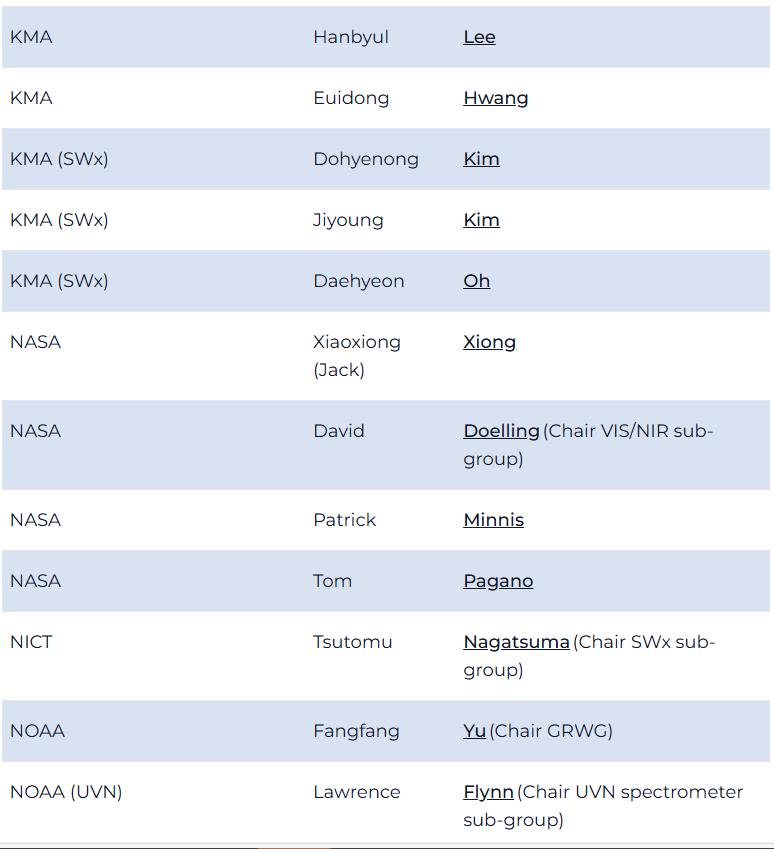 KMA Hanbyul Lee
KMA Euidong Hwang
KMA (SWx) Dohyenong Kim
KMA (SWx) Jiyoung Kim
KMA (SWx) Daehyeon Oh
NASA Xiaoxiong Xiong
(Jack)
NASA David Doelling (Chair VIS/NIR sub-
group)
NASA Patrick Minnis
NASA Tom Pagano
NICT Tsutomu Nagatsuma (Chair SWx sub-
group)
NOAA Fangfang Yu (Chair GRWG)
NOAA (UVN) Lawrence Flynn (Chair UVN spectrometer
sub-group)